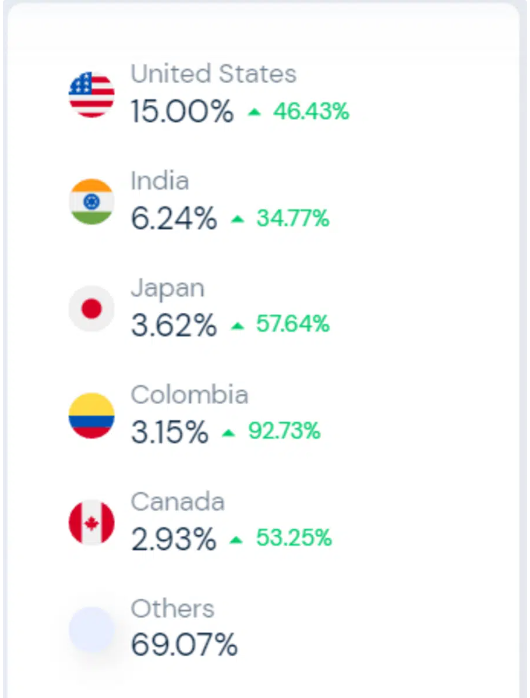 United States
15.00% ▲ 46.43%
India
6.24% ▲ 34.77%
Japan
3.62% ▲ 57.64%
Colombia
3.15% ▲ 92.73%
Canada
2.93% ▲ 53.25%
Others
69.07%